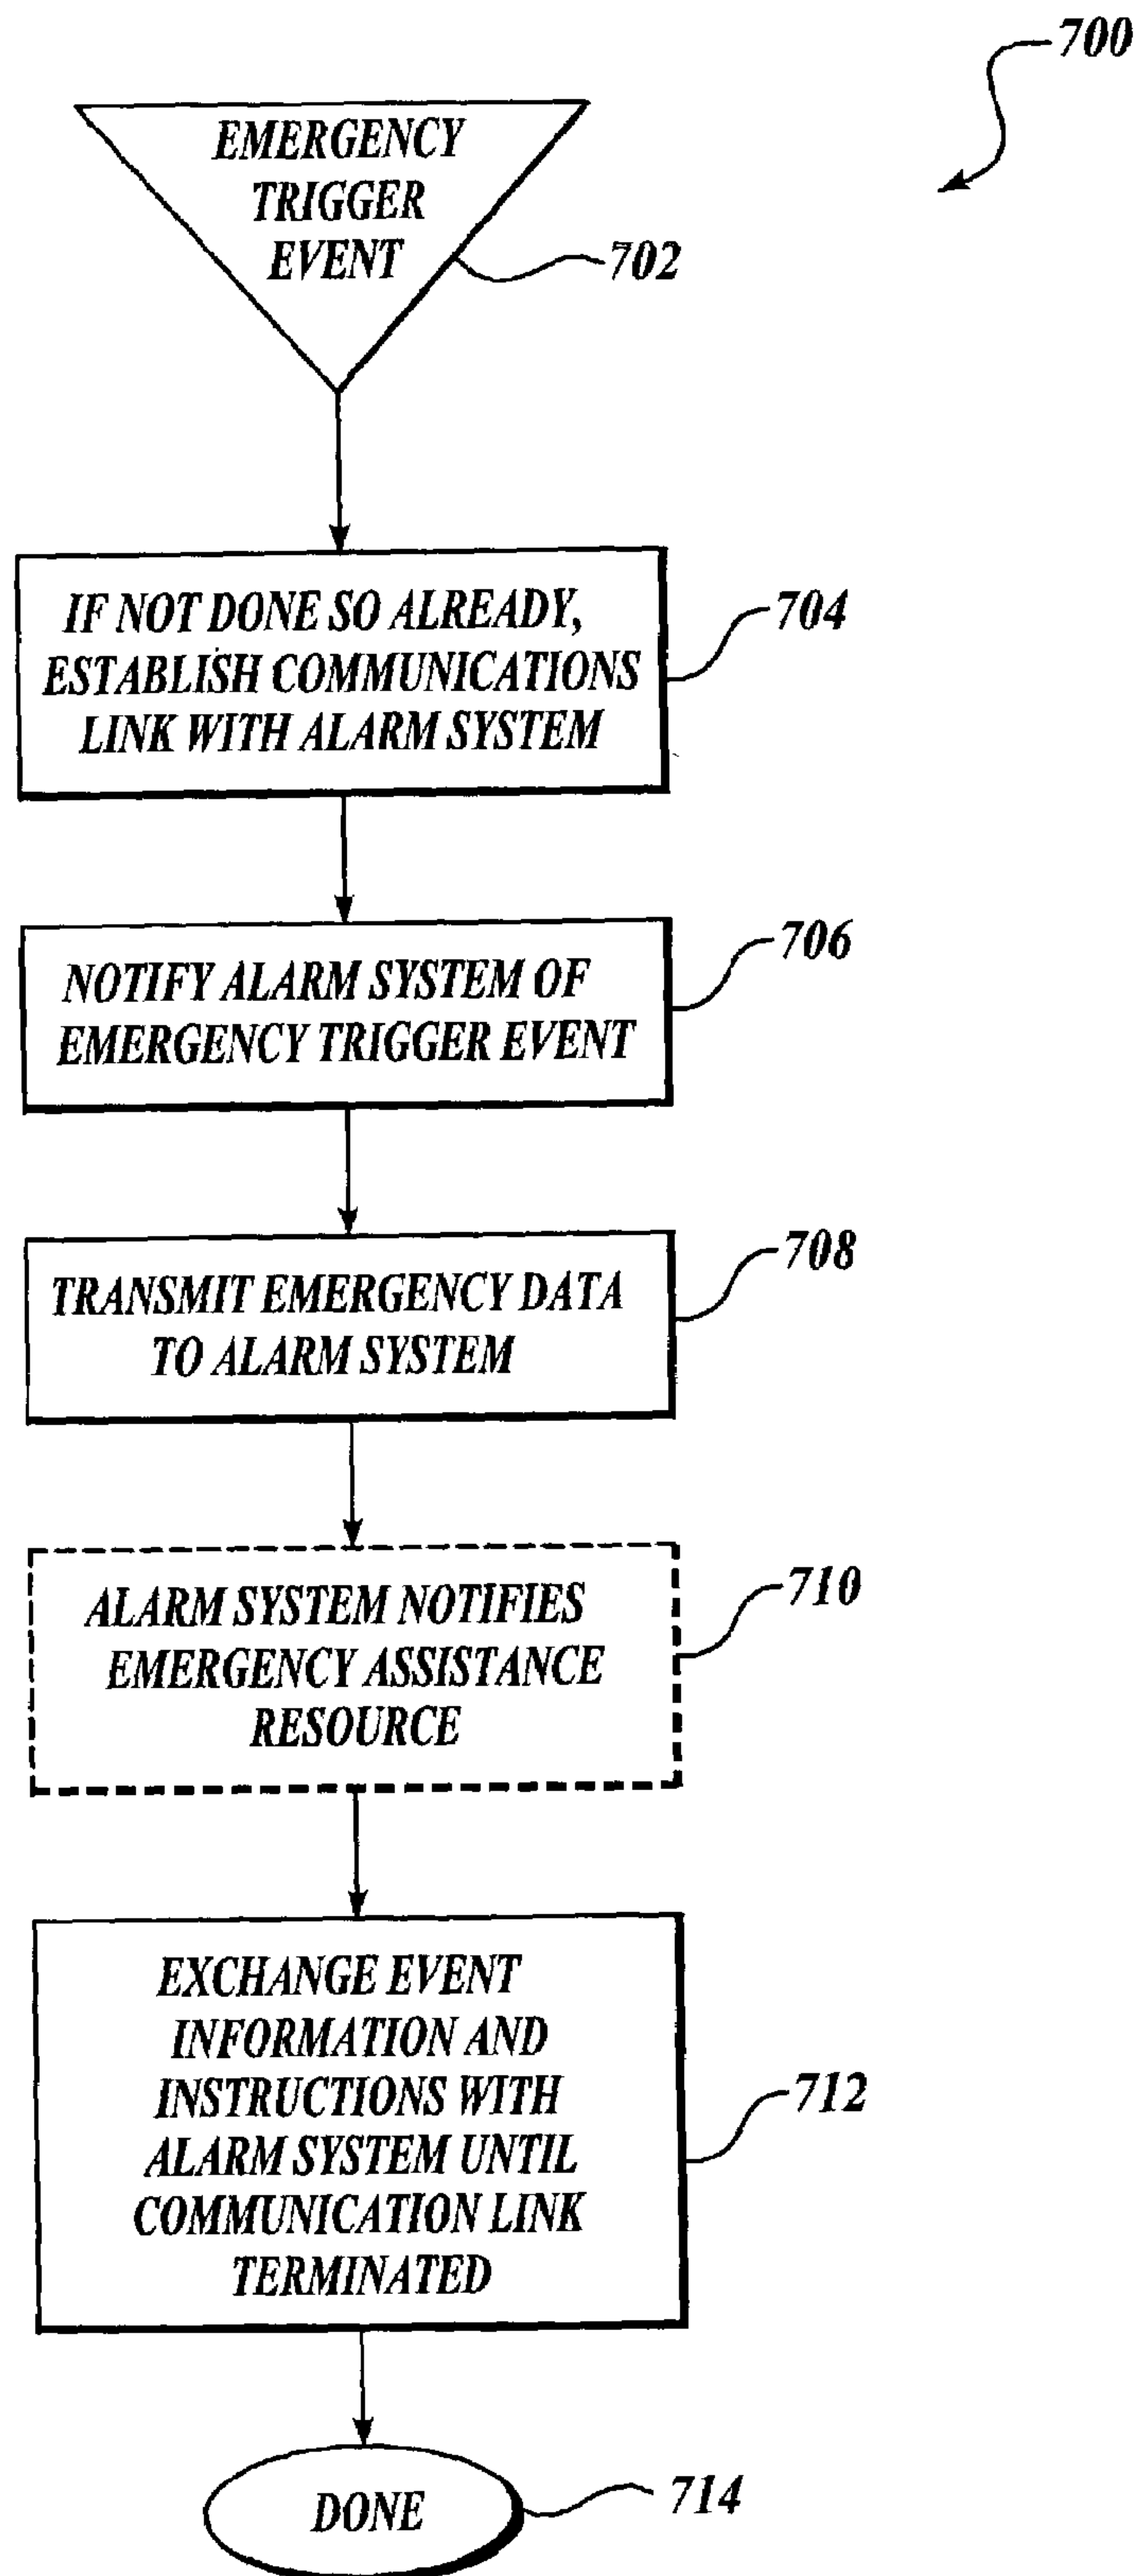 700
EMERGENCY
TRIGGER
EVENT
702
IF NOT DONE SO ALREADY,
ESTABLISH COMMUNICATIONS
LINK WITH ALARM SYSTEM
704
NOTIFY ALARM SYSTEM OF
EMERGENCY TRIGGER EVENT
706
TRANSMIT EMERGENCY DATA
TO ALARM SYSTEM
708
ALARM SYSTEM NOTIFIES
EMERGENCY ASSISTANCE
RESOURCE
710
EXCHANGE EVENT
INFORMATION AND
INSTRUCTIONS WITH
ALARM SYSTEM UNTIL
COMMUNICATION LINK
TERMINATED
712
DONE
714